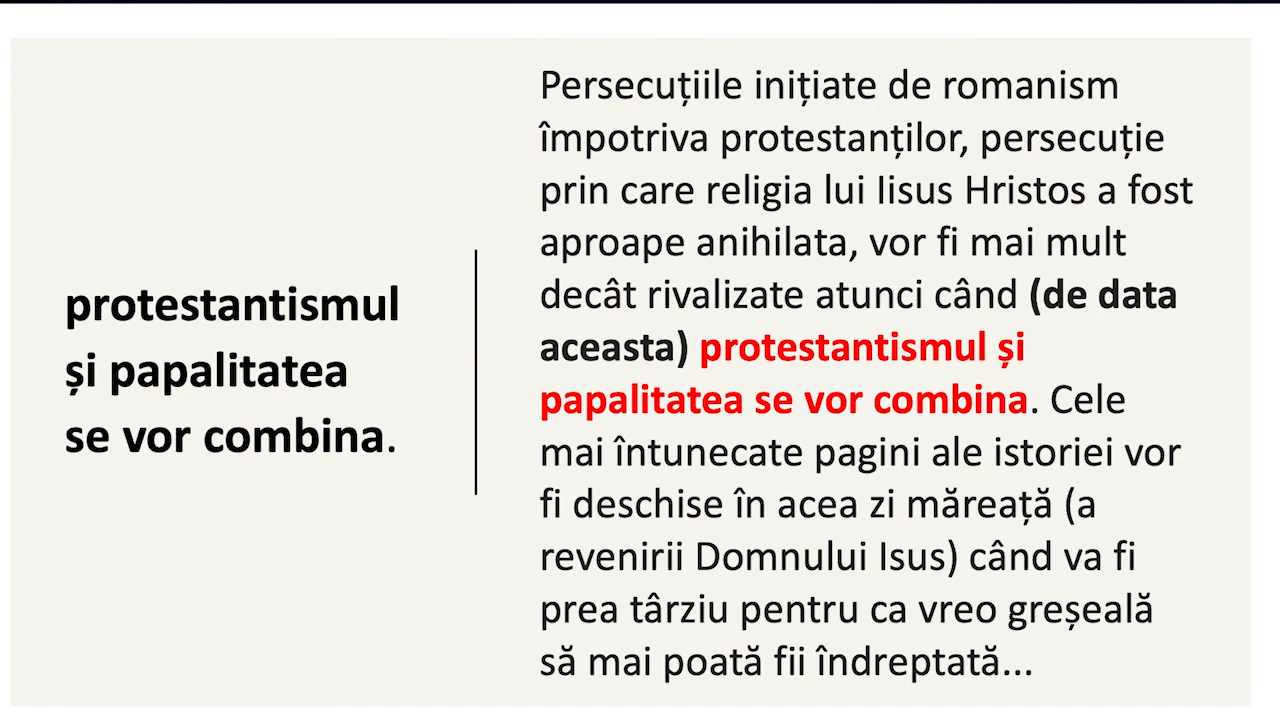 protestantismul
și papalitatea
se vor combina.
Persecuțiile inițiate de romanism
împotriva protestanților, persecuție
prin care religia lui Iisus Hristos a fost
aproape anihilata, vor fi mai mult
decât rivalizate atunci când (de data
aceasta) protestantismul și
papalitatea se vor combina. Cele
mai întunecate pagini ale istoriei vor
fi deschise în acea zi măreață (a
revenirii Domnului Isus) când va fi
prea târziu pentru ca vreo greșeală
să mai poată fii îndreptată...